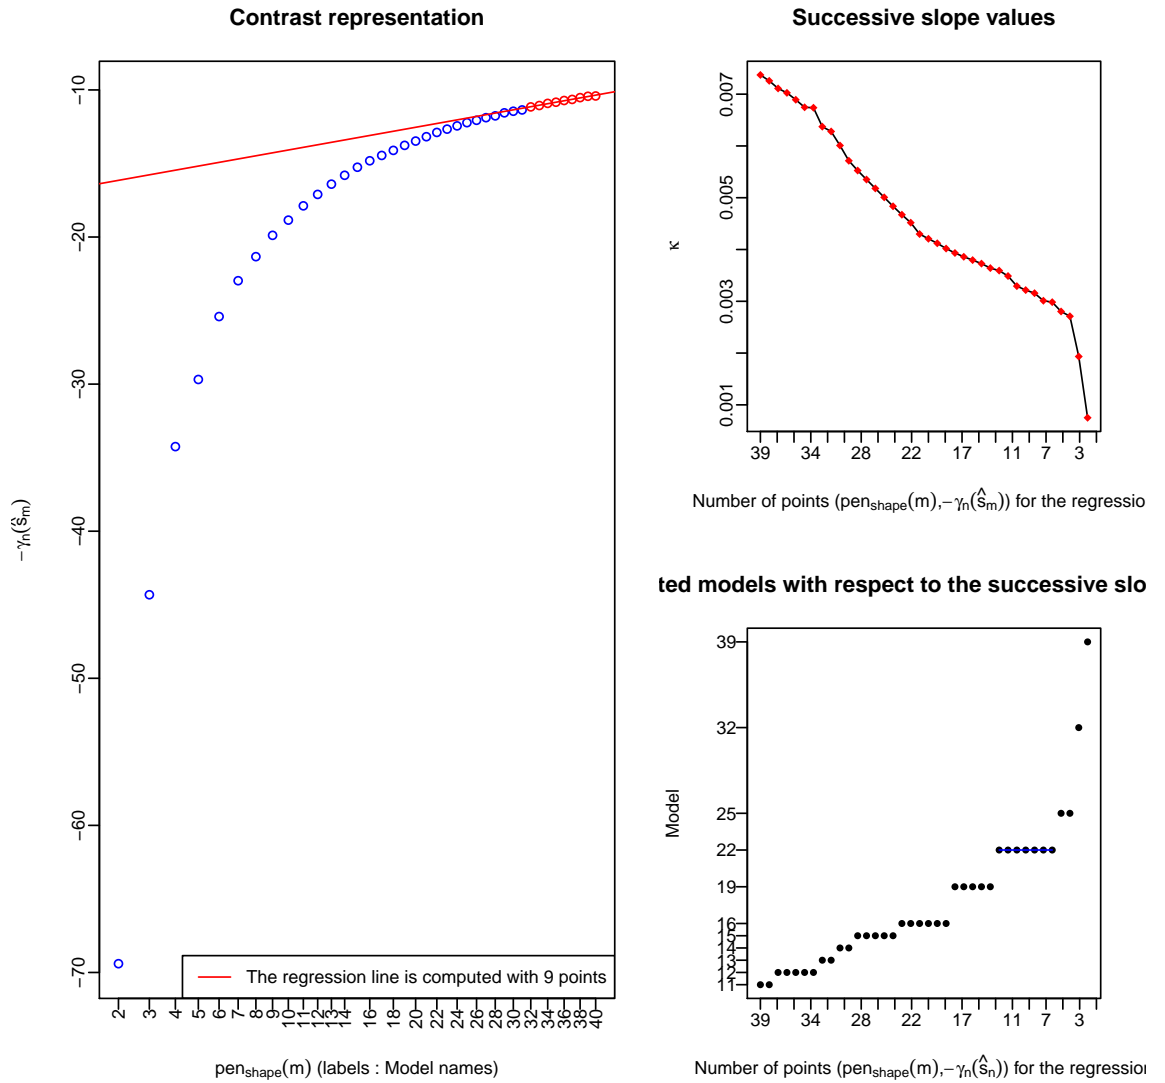 Contrast representation
−10
−20
−30
−40
−50
−60
−70
−γn(ŝm)
The regression line is computed with 9 points
2 3 4 5 6 7 8 9 10 11 12 13 14 16 18 20 22 24 26 28 30 32 34 36 38 40
penshape(m) (labels : Model names)
Successive slope values
0.007
0.005
0.003
0.001
κ
39 34 28 22 17 11 7 3
Number of points (penshape(m),−γn(ŝm)) for the regressio
ted models with respect to the successive slo
39
32
25
22
19
16
15
14
13
12
11
Model
39 34 28 22 17 11 7 3
Number of points (penshape(m),−γn(ŝn)) for the regression